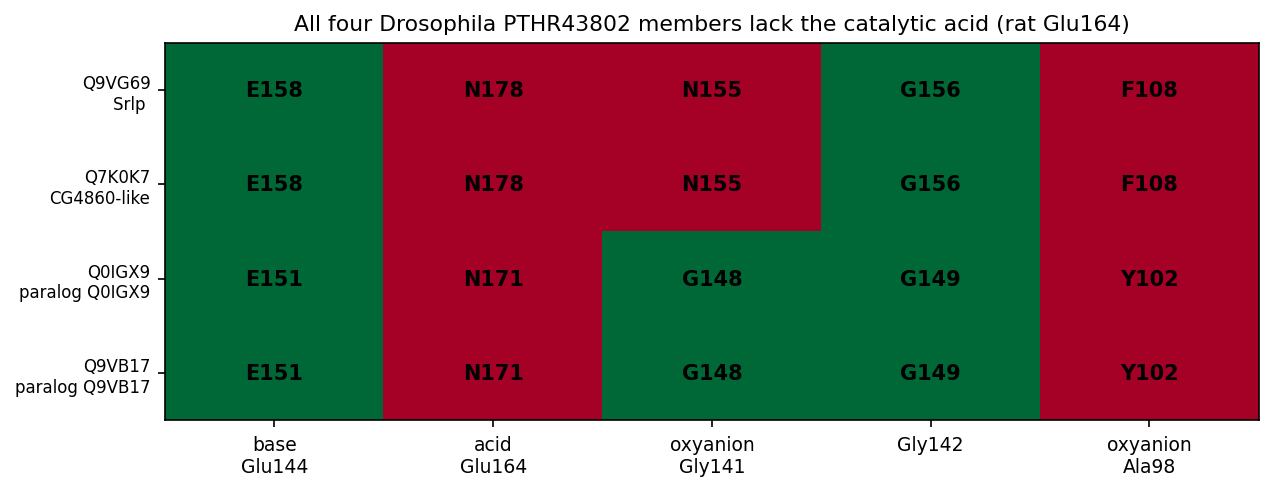 All four Drosophila PTHR43802 members lack the catalytic acid (rat Glu164)
Q9VG69
Srlp
E158 N178 N155 G156 F108
Q7K0K7
CG4860-like
E158 N178 N155 G156 F108
Q0IGX9
paralog Q0IGX9
E151 N171 G148 G149 Y102
Q9VB17
paralog Q9VB17
E151 N171 G148 G149 Y102
base acid oxyanion Gly142 oxyanion
Glu144 Glu164 Gly141 Ala98